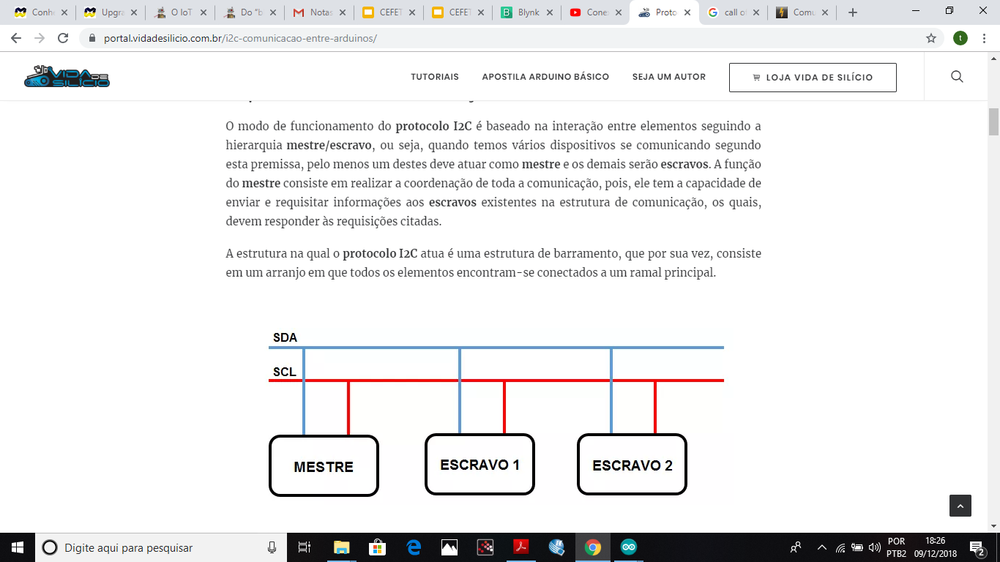 Conhe
Upgra
O IoT
Do "b
Notas
CEFET
CEFET
Blynk
Cones
Proto
call of
Comu
portal.vidadesilicio.com.br/i2c-comunicacao-entre-arduinos/
t
VIDA DE SILÍCIO
TUTORIAIS
APOSTILA ARDUINO BÁSICO
SEJA UM AUTOR
LOJA VIDA DE SILÍCIO
O modo de funcionamento do protocolo I2C é baseado na interação entre elementos seguindo a
hierarquia mestre/escravo, ou seja, quando temos vários dispositivos se comunicando segundo
esta premissa, pelo menos um destes deve atuar como mestre e os demais serão escravos. A função
do mestre consiste em realizar a coordenação de toda a comunicação, pois, ele tem a capacidade de
enviar e requisitar informações aos escravos existentes na estrutura de comunicação, os quais,
devem responder às requisições citadas.
A estrutura na qual o protocolo I2C atua é uma estrutura de barramento, que por sua vez, consiste
em um arranjo em que todos os elementos encontram-se conectados a um ramal principal.
SDA
SCL
MESTRE
ESCRAVO 1
ESCRAVO 2
Digite aqui para pesquisar
POR
PTB2
18:26
09/12/2018
2